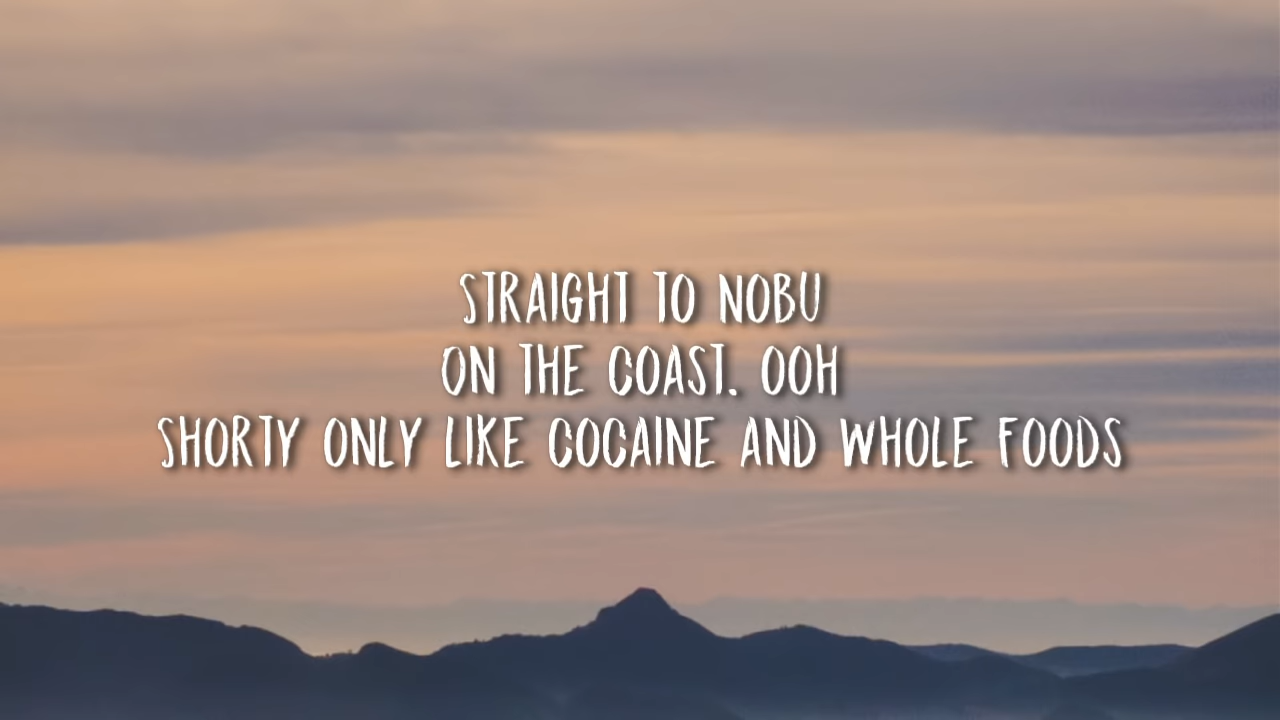 STRAIGHT TO NOBU
ON THE COAST. OOH
SHORTY ONLY LIKE COCAINE AND WHOLE FOODS